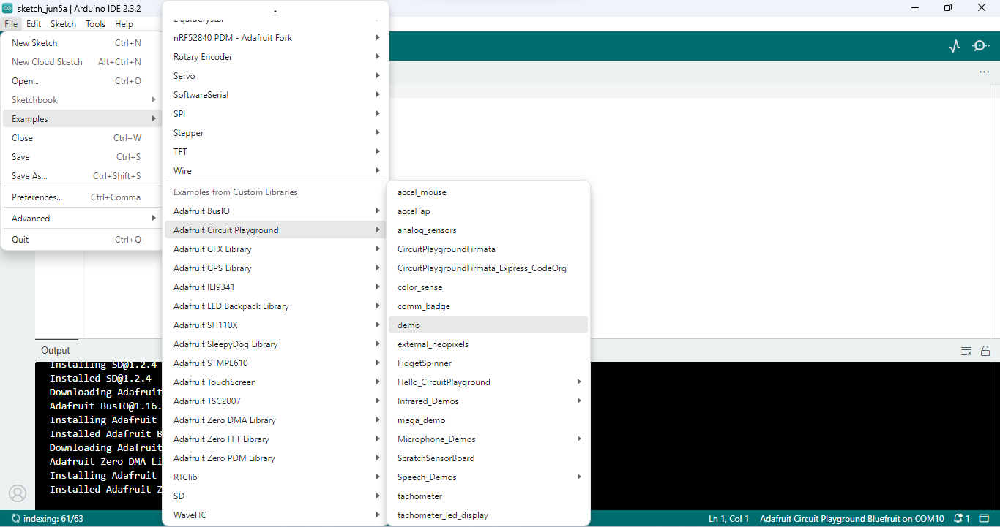 sketch_jun5a | Arduino IDE 2.3.2
File Edit Sketch Tools Help
New Sketch Ctrl+N
New Cloud Sketch Alt+Ctrl+N
Open... Ctrl+O
Sketchbook
Examples
Close Ctrl+W
Save Ctrl+S
Save As... Ctrl+Shift+S
Preferences... Ctrl+Comma
Advanced
Quit Ctrl+Q
LiquidCrystal
nRF52840 PDM - Adafruit Fork
Rotary Encoder
Servo
SoftwareSerial
SPI
Stepper
TFT
Wire
Examples from Custom Libraries
Adafruit BusIO
Adafruit Circuit Playground
Adafruit GFX Library
Adafruit GPS Library
Adafruit ILI9341
Adafruit LED Backpack Library
Adafruit SH110X
Adafruit SleepyDog Library
Adafruit STMPE610
Adafruit TouchScreen
Adafruit TSC2007
Adafruit Zero DMA Library
Adafruit Zero FFT Library
Adafruit Zero PDM Library
RTClib
SD
WaveHC
accel_mouse
accelTap
analog_sensors
CircuitPlaygroundFirmata
CircuitPlaygroundFirmata_Express_CodeOrg
color_sense
comm_badge
demo
external_neopixels
FidgetSpinner
Hello_CircuitPlayground
Infrared_Demos
mega_demo
Microphone_Demos
ScratchSensorBoard
Speech_Demos
tachometer
tachometer_led_display
Output
Installing SD@1.2.4
Installed SD@1.2.4
Downloading Adafruit
Adafruit BusIO@1.16.
Installing Adafruit
Installed Adafruit B
Downloading Adafruit
Adafruit Zero DMA Li
Installing Adafruit
Installed Adafruit Z
indexing: 61/63
Ln 1, Col 1 Adafruit Circuit Playground Bluefruit on COM10 1